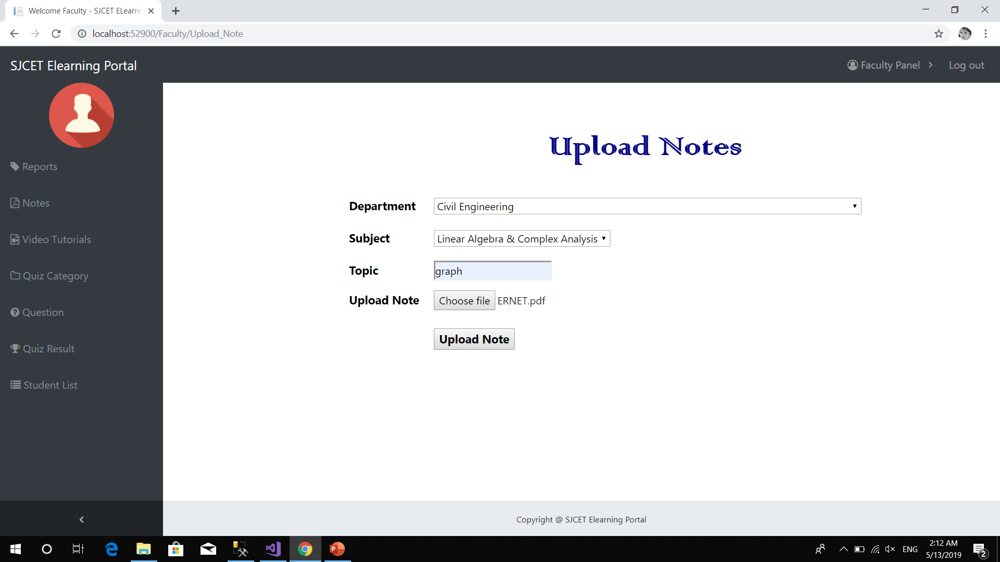 Welcome Faculty - SJCET ELearni
localhost:52900/Faculty/Upload_Note
SJCET Elearning Portal
Faculty Panel
Log out
Reports
Notes
Video Tutorials
Quiz Category
Question
Quiz Result
Student List
Upload Notes
Department Civil Engineering
Subject Linear Algebra & Complex Analysis
Topic graph
Upload Note Choose file ERNET.pdf
Upload Note
Copyright @ SJCET Elearning Portal
ENG
2:12 AM
5/13/2019
2